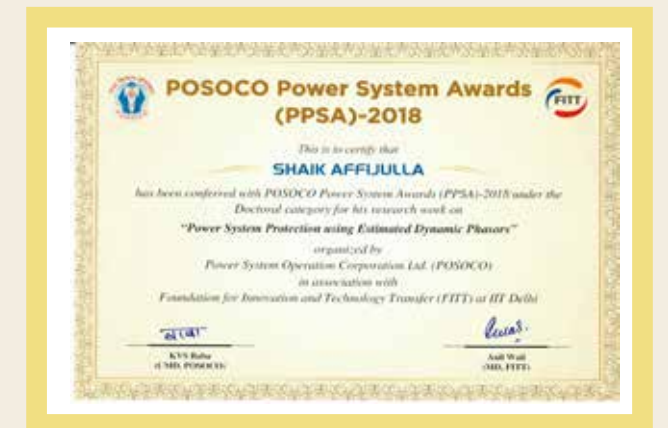 POSOCO Power System Awards
(PPSA)-2018
FITT
This is to certify that
SHAIK AFFIJULLA
has been conferred with POSOCO Power System Awards (PPSA)-2018 under the
Doctoral category for his research work on
"Power System Protection using Estimated Dynamic Phasors"
organized by
Power System Operation Corporation Ltd. (POSOCO)
in association with
Foundation for Innovation and Technology Transfer (FITT) at IIT Delhi
KVS Baba
(CMD, POSOCO)
Anil Wali
(MD, FITT)